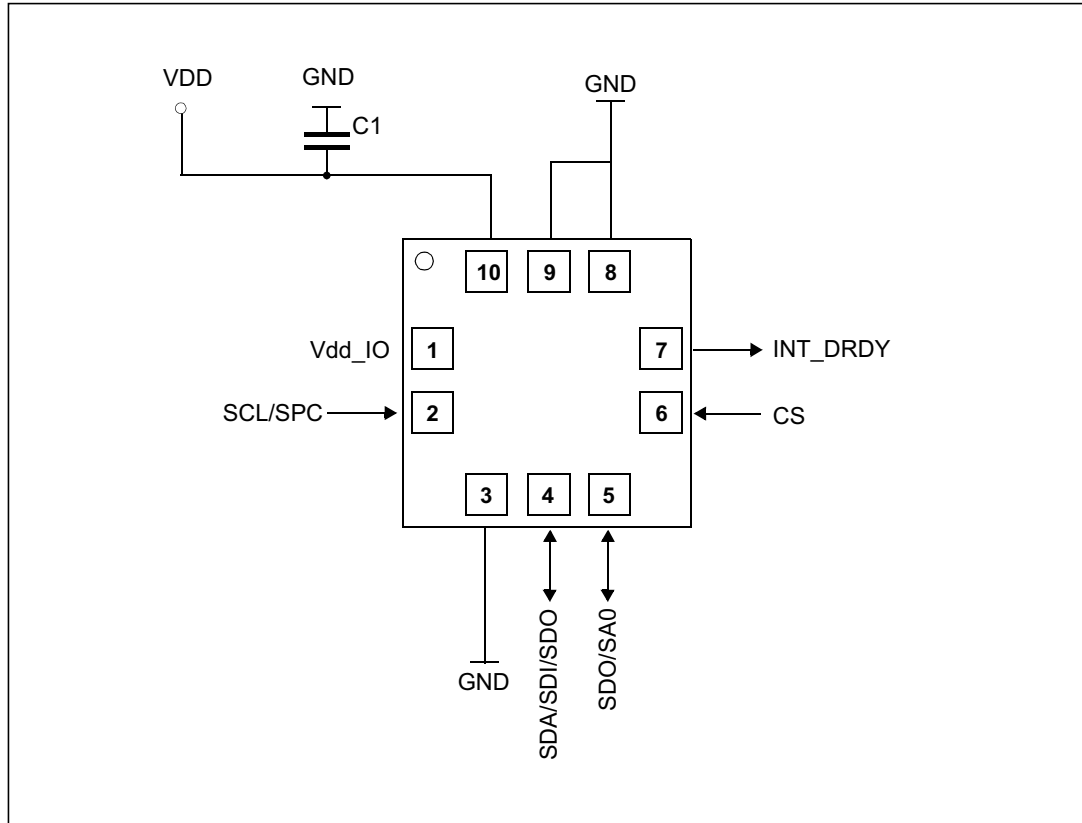 VDD
GND
GND
C1
10
9
8
Vdd_IO
1
7
INT_DRDY
SCL/SPC
2
6
CS
3
4
5
GND
SDA/SDI/SDO
SDO/SA0